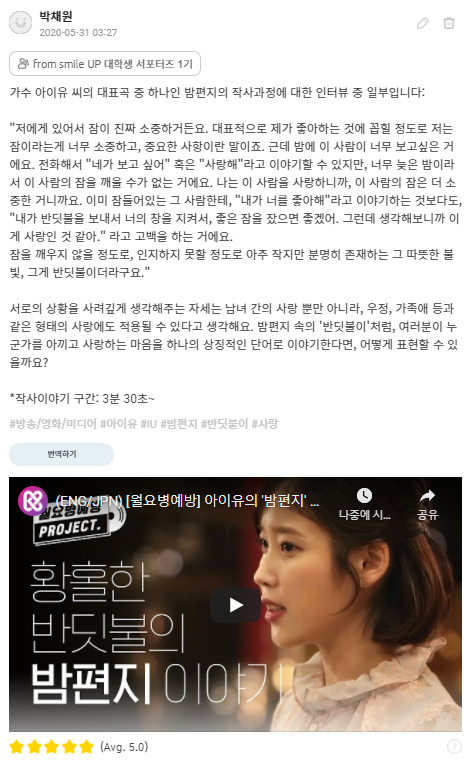 박채원
2020-05-31 03:27
from smile UP 대학생 서포터즈 1기
가수 아이유 씨의 대표곡 중 하나인 밤편지의 작사과정에 대한 인터뷰 중 일부입니다:
"저에게 있어서 잠이 진짜 소중하거든요. 대표적으로 제가 좋아하는 것에 꼽힐 정도로 저는
잠이라는게 너무 소중하고, 중요한 사항이란 말이죠. 근데 밤에 이 사람이 너무 보고싶은 거
에요. 전화해서 "네가 보고 싶어" 혹은 "사랑해"라고 이야기할 수 있지만, 너무 늦은 밤이라
서 이 사람의 잠을 깨울 수가 없는 거에요. 나는 이 사람을 사랑하니까, 이 사람의 잠은 더 소
중한 거니까요. 이미 잠들어있는 그 사람한테, "내가 너를 좋아해"라고 이야기하는 것보다도,
"내가 반딧불을 보내서 너의 창을 지켜서, 좋은 잠을 잤으면 좋겠어. 그런데 생각해보니까 이
게 사랑인 것 같아." 라고 고백을 하는 거에요.
잠을 깨우지 않을 정도로, 인지하지 못할 정도로 아주 작지만 분명히 존재하는 그 따뜻한 불
빛, 그게 반딧불이더라구요."
서로의 상황을 사려깊게 생각해주는 자세는 남녀 간의 사랑 뿐만 아니라, 우정, 가족애 등과
같은 형태의 사랑에도 적용될 수 있다고 생각해요. 밤편지 속의 '반딧불이'처럼, 여러분이 누
군가를 아끼고 사랑하는 마음을 하나의 상징적인 단어로 이야기한다면, 어떻게 표현할 수 있
을까요?
*작사이야기 구간: 3분 30초~
#방송/영화/미디어 #아이유 #IU #밤편지 #반딧불이 #사랑
번역하기
(ENG/JPN) [월요병예방] 아이유의 '밤편지' ...
나중에 시...
공유
월요병예방
PROJECT.
황홀한
반딧불의
밤편지 이야기
(Avg. 5.0)
?